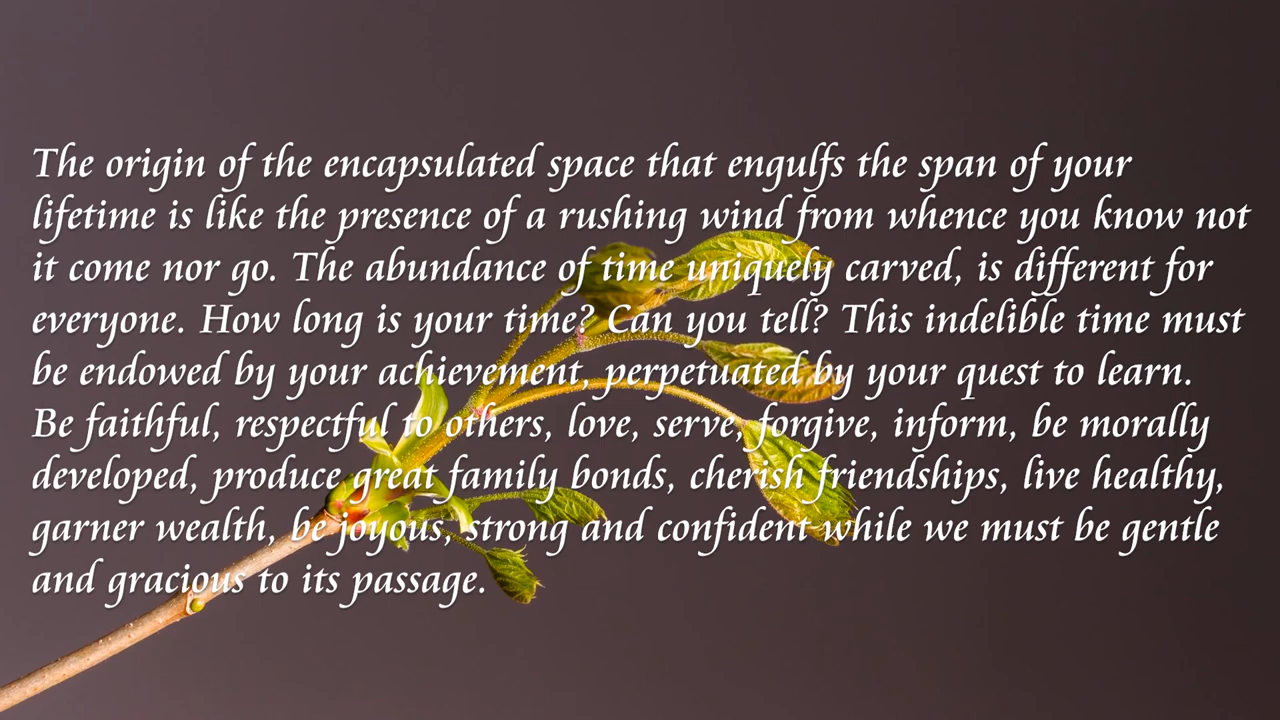 The origin of the encapsulated space that engulfs the span of your
lifetime is like the presence of a rushing wind from whence you know not
it come nor go. The abundance of time uniquely carved, is different for
everyone. How long is your time? Can you tell? This indelible time must
be endowed by your achievement, perpetuated by your quest to learn.
Be faithful, respectful to others, love, serve, forgive, inform, be morally
developed, produce great family bonds, cherish friendships, live healthy,
garner wealth, be joyous, strong and confident while we must be gentle
and gracious to its passage.